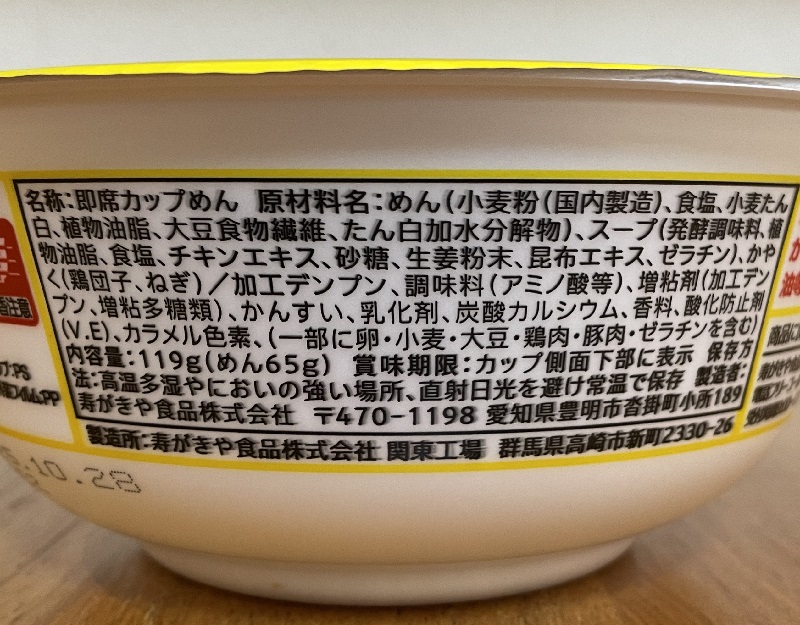 名称：即席カップめん 原材料名：めん(小麦粉(国内製造)、食塩、小麦たん
白、植物油脂、大豆食物繊維、たん白加水分解物)、スープ(発酵調味料、植
物油脂、食塩、チキンエキス、砂糖、生姜粉末、昆布エキス、ゼラチン)、かや
く(鶏団子、ねぎ)／加工デンプン、調味料(アミノ酸等)、増粘剤(加工デン
プン、増粘多糖類)、かんすい、乳化剤、炭酸カルシウム、香料、酸化防止剤
(V.E)、カラメル色素、(一部に卵・小麦・大豆・鶏肉・豚肉・ゼラチンを含む)
内容量：119g(めん65g) 賞味期限：カップ側面下部に表示 保存方
法：高温多湿やにおいの強い場所、直射日光を避け常温で保存 製造者：
寿がきや食品株式会社 〒470-1198 愛知県豊明市沓掛町小所189
製造所：寿がきや食品株式会社 関東工場 群馬県高崎市新町2330-26
注意
プ:PS
PP
.10.28